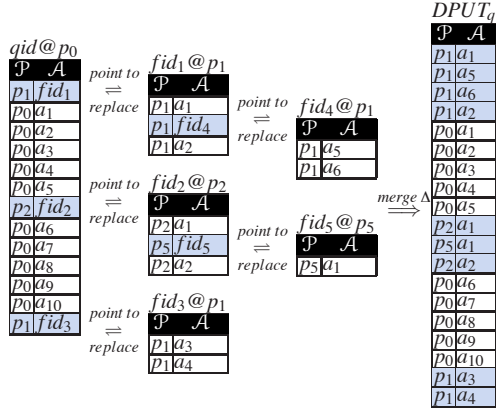 qid@p₀
𝒫 𝒜
p₁ fid₁
p₀ a₁
p₀ a₂
p₀ a₃
p₀ a₄
p₀ a₅
p₂ fid₂
p₀ a₆
p₀ a₇
p₀ a₈
p₀ a₉
p₀ a₁₀
p₁ fid₃
point to
⇌
replace
fid₁@p₁
𝒫 𝒜
p₁ a₁
p₁ fid₄
p₁ a₂
point to
⇌
replace
fid₄@p₁
𝒫 𝒜
p₁ a₅
p₁ a₆
point to
⇌
replace
fid₂@p₂
𝒫 𝒜
p₂ a₁
p₅ fid₅
p₂ a₂
point to
⇌
replace
fid₅@p₅
𝒫 𝒜
p₅ a₁
point to
⇌
replace
fid₃@p₁
𝒫 𝒜
p₁ a₃
p₁ a₄
merge Δ
⟹
DPUT_q
𝒫 𝒜
p₁ a₁
p₁ a₅
p₁ a₆
p₁ a₂
p₀ a₁
p₀ a₂
p₀ a₃
p₀ a₄
p₀ a₅
p₂ a₁
p₅ a₁
p₂ a₂
p₀ a₆
p₀ a₇
p₀ a₈
p₀ a₉
p₀ a₁₀
p₁ a₃
p₁ a₄